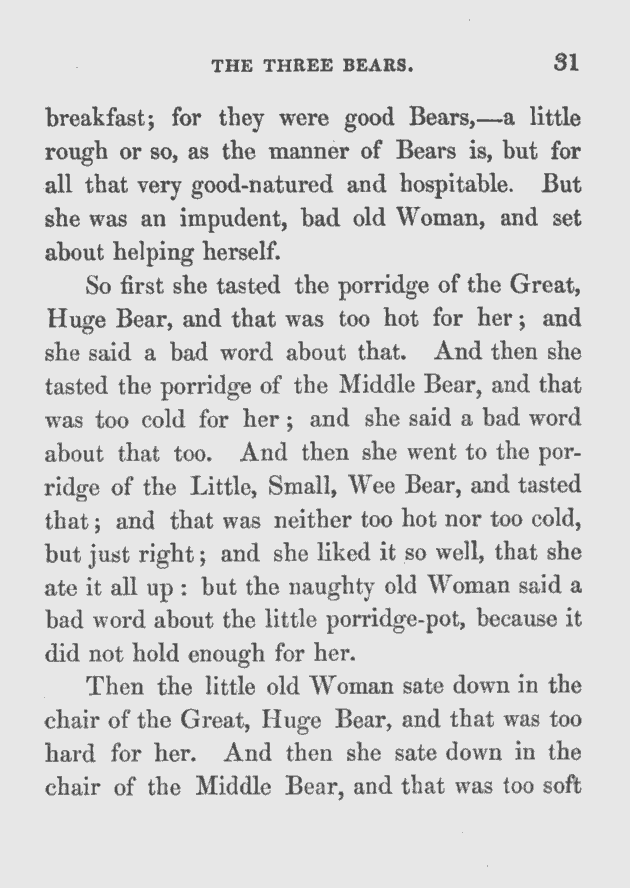 THE THREE BEARS. 31
breakfast; for they were good Bears,—a little
rough or so, as the manner of Bears is, but for
all that very good-natured and hospitable. But
she was an impudent, bad old Woman, and set
about helping herself.
So first she tasted the porridge of the Great,
Huge Bear, and that was too hot for her; and
she said a bad word about that. And then she
tasted the porridge of the Middle Bear, and that
was too cold for her; and she said a bad word
about that too. And then she went to the por-
ridge of the Little, Small, Wee Bear, and tasted
that; and that was neither too hot nor too cold,
but just right; and she liked it so well, that she
ate it all up: but the naughty old Woman said a
bad word about the little porridge-pot, because it
did not hold enough for her.
Then the little old Woman sate down in the
chair of the Great, Huge Bear, and that was too
hard for her. And then she sate down in the
chair of the Middle Bear, and that was too soft